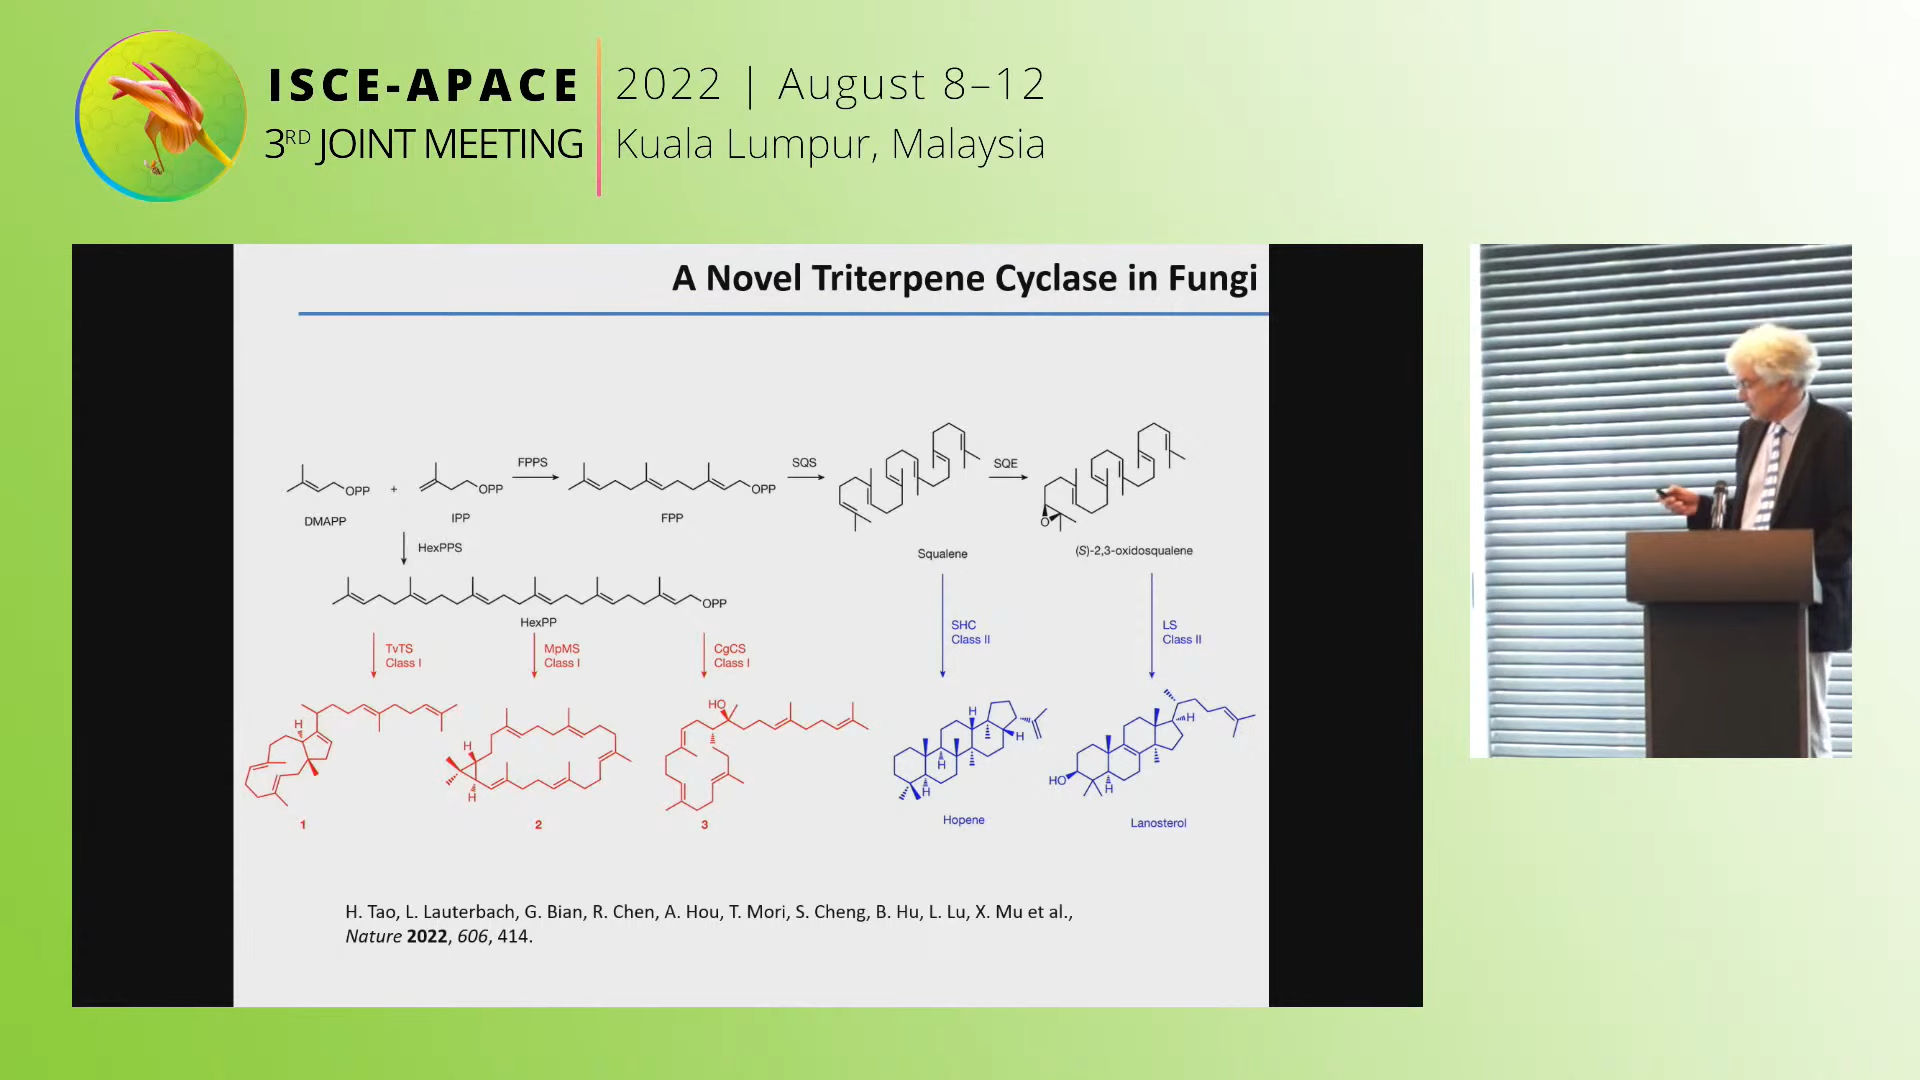 ISCE-APACE
3RD JOINT MEETING
2022 | August 8–12
Kuala Lumpur, Malaysia
A Novel Triterpene Cyclase in Fungi
OPP
DMAPP
+
OPP
IPP
FPPS
OPP
FPP
SQS
Squalene
SQE
O
(S)-2,3-oxidosqualene
HexPPS
OPP
HexPP
TvTS
Class I
MpMS
Class I
CgCS
Class I
SHC
Class II
LS
Class II
H
1
H
H
2
HO
3
H
H
H
H
Hopene
H
HO
H
Lanosterol
H. Tao, L. Lauterbach, G. Bian, R. Chen, A. Hou, T. Mori, S. Cheng, B. Hu, L. Lu, X. Mu et al.,
Nature 2022, 606, 414.